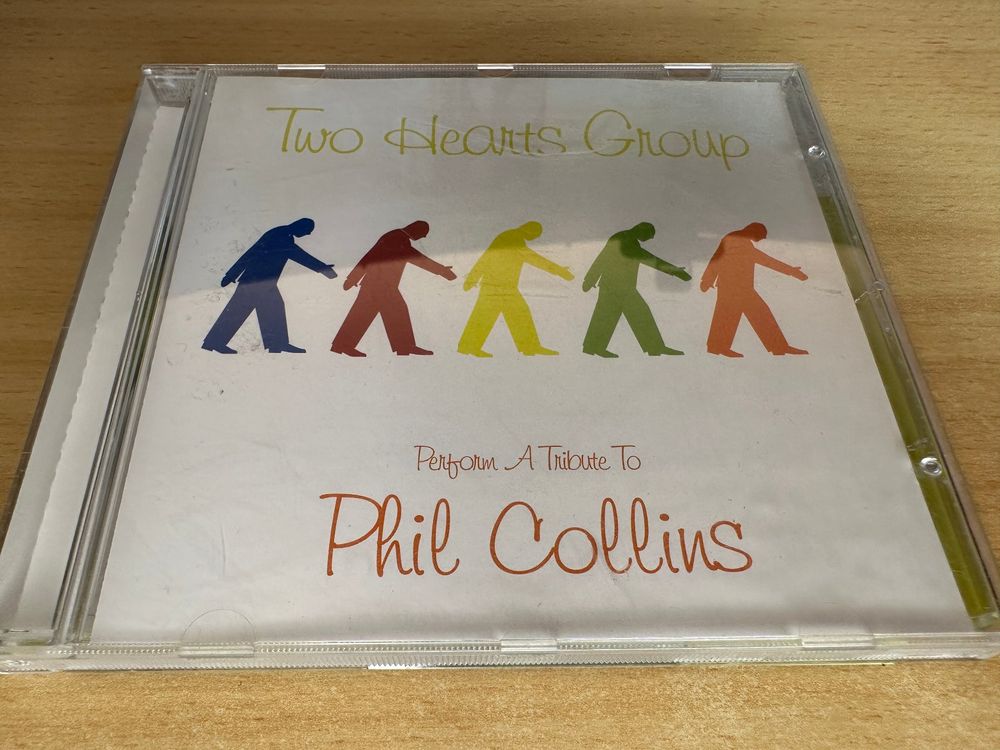 Two Hearts Group
Perform A Tribute To
Phil Collins